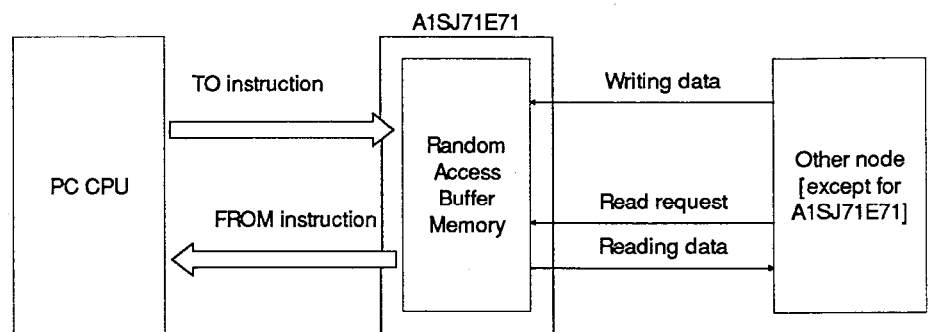 A1SJ71E71
TO instruction
Writing data
Random
Access
Buffer
Memory
PC CPU
Other node
[except for
A1SJ71E71]
FROM instruction
Read request
Reading data